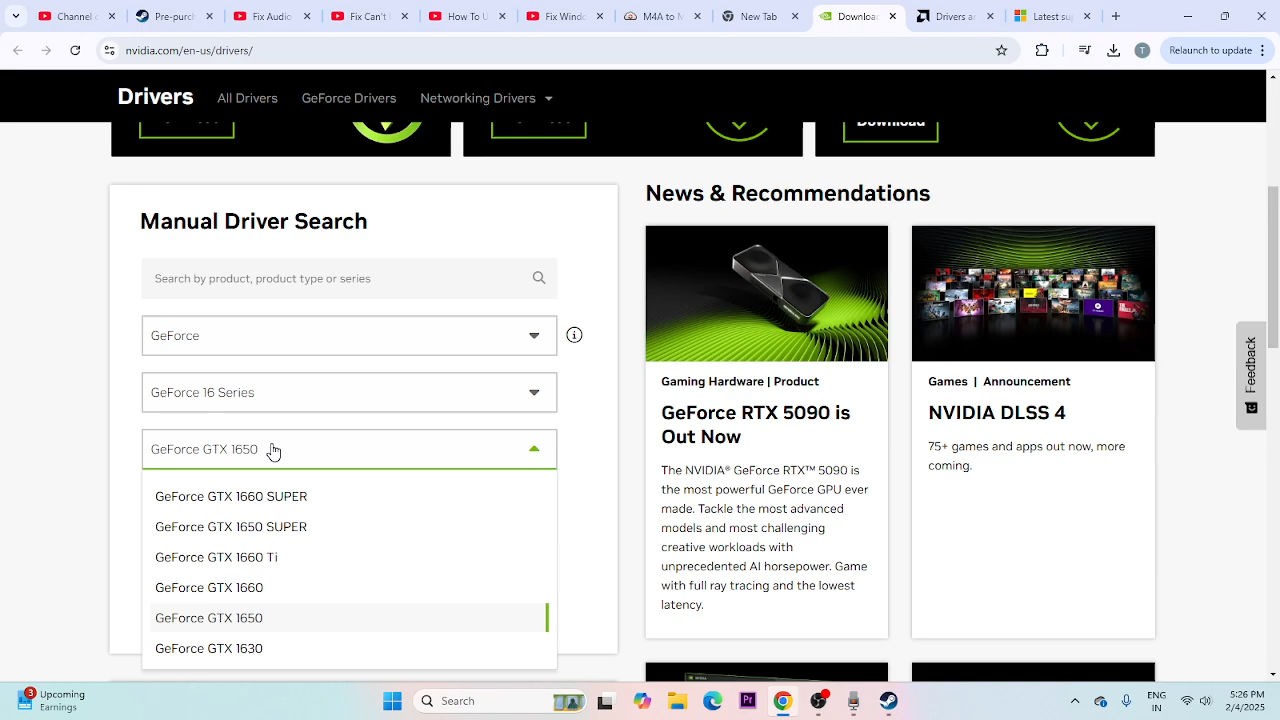 Channel c
Preparing
Fix Audio
Fix Can't
How To F
Fix Wind
M4A to M
New Tab
Downloa
Drivers a
Latest su
nvidia.com/en-us/drivers/
T
Relaunch to update
Drivers
All Drivers
GeForce Drivers
Networking Drivers
Download
Manual Driver Search
Search by product, product type or series
GeForce
GeForce 16 Series
GeForce GTX 1650
GeForce GTX 1660 SUPER
GeForce GTX 1650 SUPER
GeForce GTX 1660 Ti
GeForce GTX 1660
GeForce GTX 1650
GeForce GTX 1630
News & Recommendations
Gaming Hardware | Product
GeForce RTX 5090 is
Out Now
The NVIDIA® GeForce RTX™ 5090 is
the most powerful GeForce GPU ever
made. Tackle the most advanced
models and most challenging
creative workloads with
unprecedented AI horsepower. Game
with full ray tracing and the lowest
latency.
Games | Announcement
NVIDIA DLSS 4
75+ games and apps out now, more
coming.
Feedback
3
Upcoming
Earnings
Search
Pr
ENG
IN
5:26 PM
2/4/2025